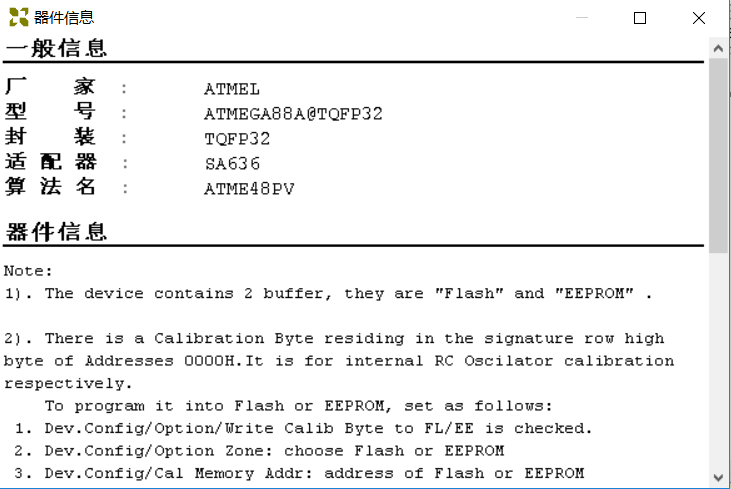 器件信息
一般信息
厂 家 : ATMEL
型 号 : ATMEGA88A@TQFP32
封 装 : TQFP32
适 配 器 : SA636
算 法 名 : ATME48PV
器件信息
Note:
1). The device contains 2 buffer, they are "Flash" and "EEPROM" .
2). There is a Calibration Byte residing in the signature row high
byte of Addresses 0000H.It is for internal RC Oscilator calibration
respectively.
To program it into Flash or EEPROM, set as follows:
1. Dev.Config/Option/Write Calib Byte to FL/EE is checked.
2. Dev.Config/Option Zone: choose Flash or EEPROM
3. Dev.Config/Cal Memory Addr: address of Flash or EEPROM